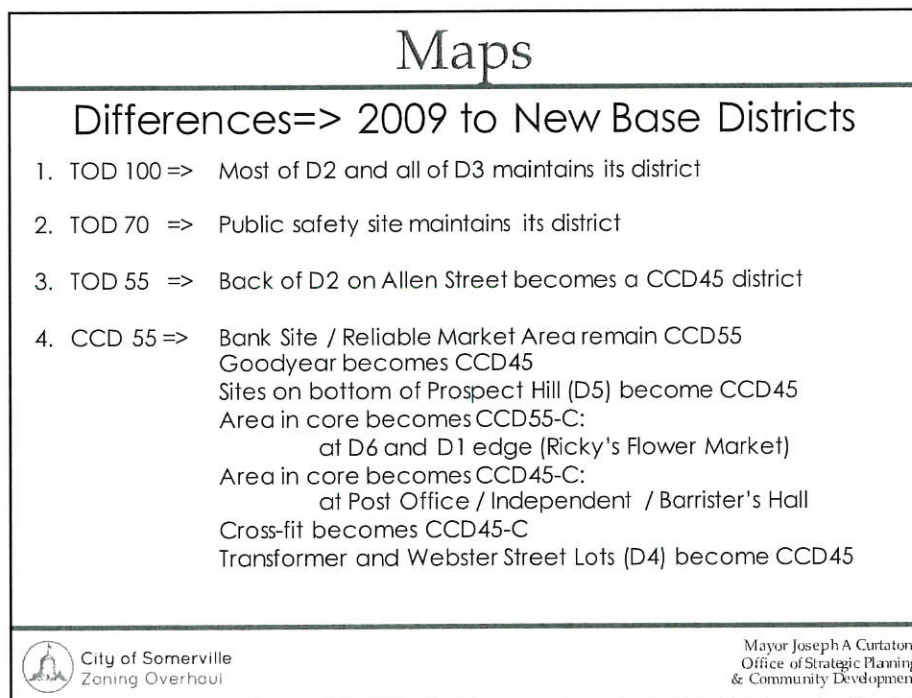 Maps
Differences=> 2009 to New Base Districts
1. TOD 100 => Most of D2 and all of D3 maintains its district
2. TOD 70 => Public safety site maintains its district
3. TOD 55 => Back of D2 on Allen Street becomes a CCD45 district
4. CCD 55 => Bank Site / Reliable Market Area remain CCD55
Goodyear becomes CCD45
Sites on bottom of Prospect Hill (D5) become CCD45
Area in core becomes CCD55-C:
at D6 and D1 edge (Ricky's Flower Market)
Area in core becomes CCD45-C:
at Post Office / Independent / Barrister's Hall
Cross-fit becomes CCD45-C
Transformer and Webster Street Lots (D4) become CCD45
City of Somerville
Zoning Overhaul
Mayor Joseph A Curtaton
Office of Strategic Planning
& Community Developmen